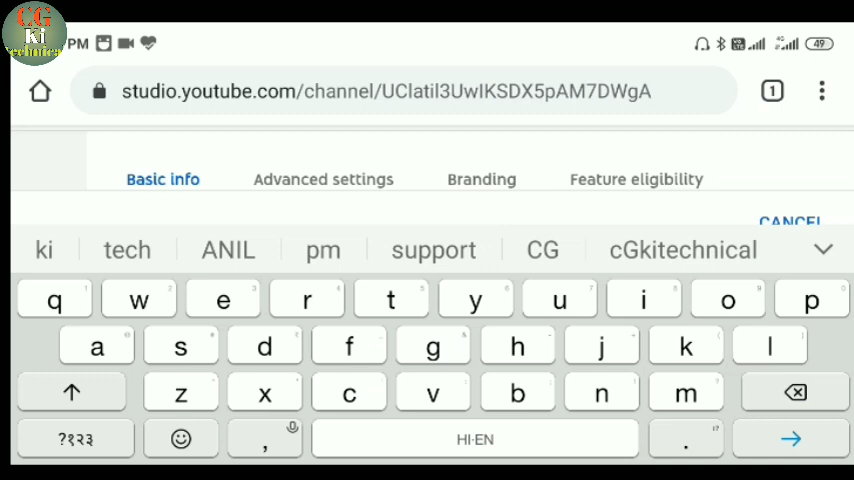 CG
Ki
Technical
PM 49
studio.youtube.com/channel/UClatil3UwIKSDX5pAM7DWgA 1
Basic info Advanced settings Branding Feature eligibility
CANCEL
ki tech ANIL pm support CG cGkitechnical
q w e r t y u i o p
a s d f g h j k l
z x c v b n m
?१२३ , HI·EN .